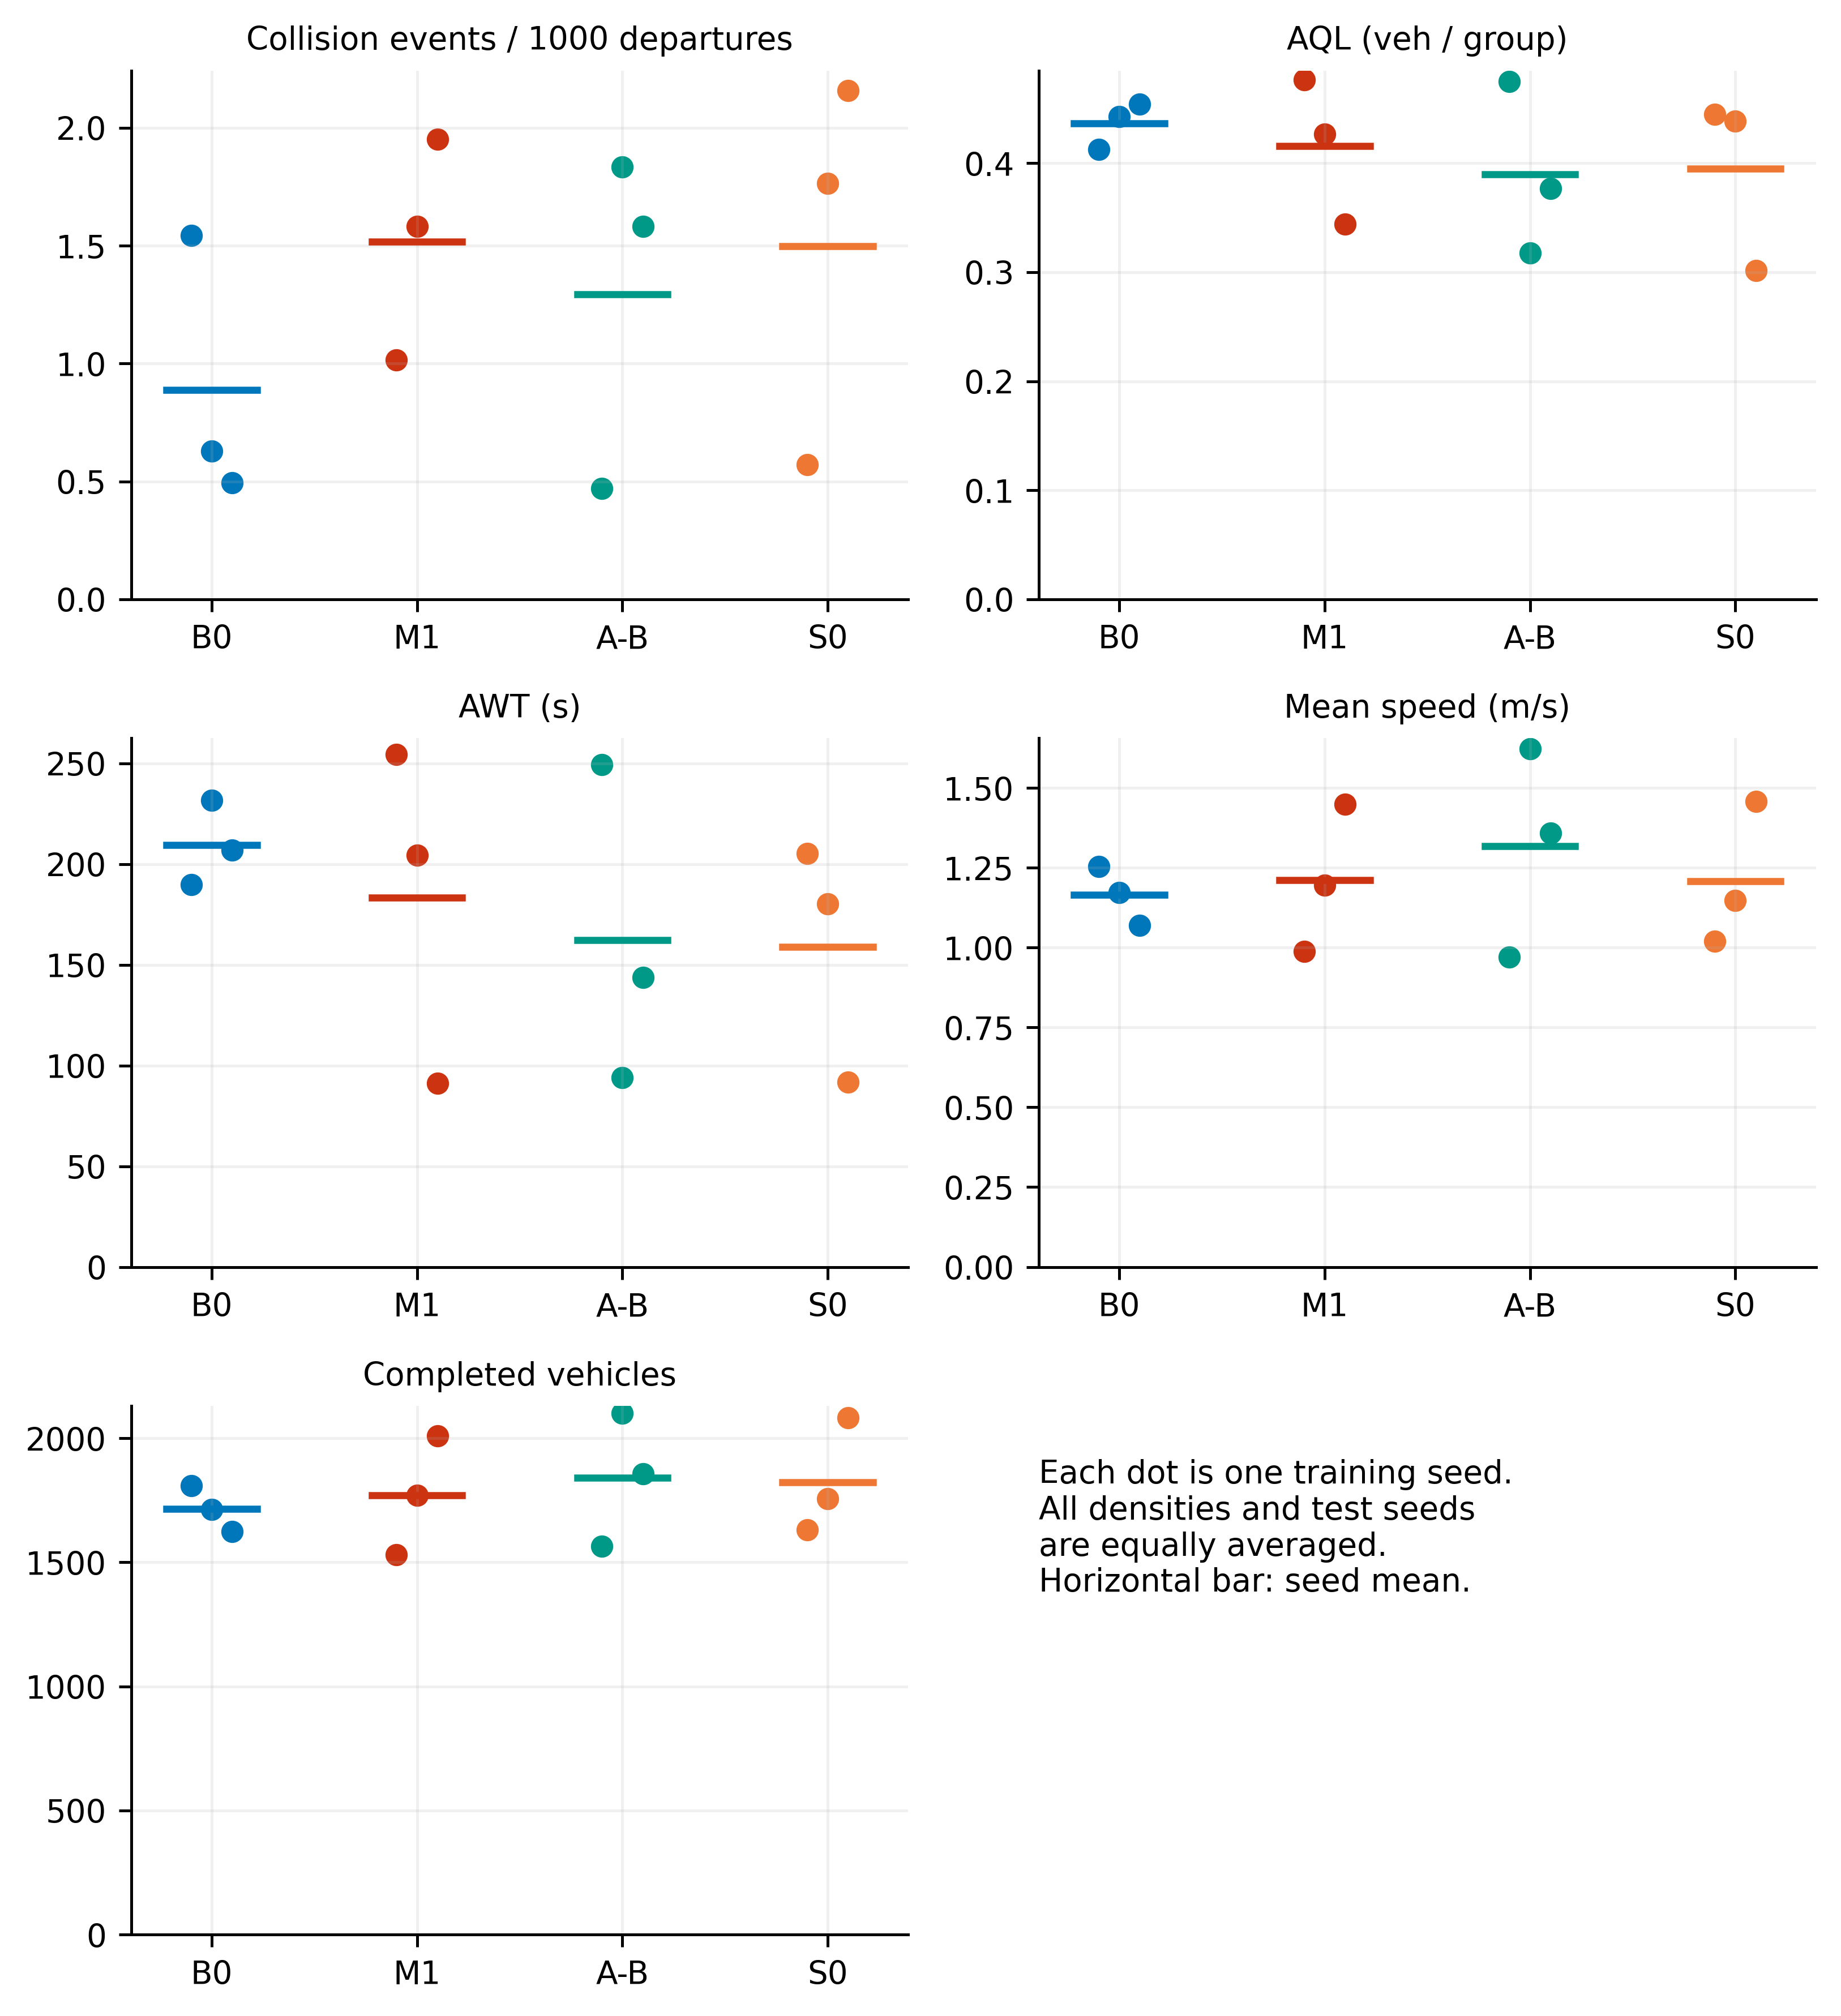 Collision events / 1000 departures
2.0
1.5
1.0
0.5
0.0
B0 M1 A-B S0
AQL (veh / group)
0.4
0.3
0.2
0.1
0.0
B0 M1 A-B S0
AWT (s)
250
200
150
100
50
0
B0 M1 A-B S0
Mean speed (m/s)
1.50
1.25
1.00
0.75
0.50
0.25
0.00
B0 M1 A-B S0
Completed vehicles
2000
1500
1000
500
0
B0 M1 A-B S0
Each dot is one training seed.
All densities and test seeds
are equally averaged.
Horizontal bar: seed mean.